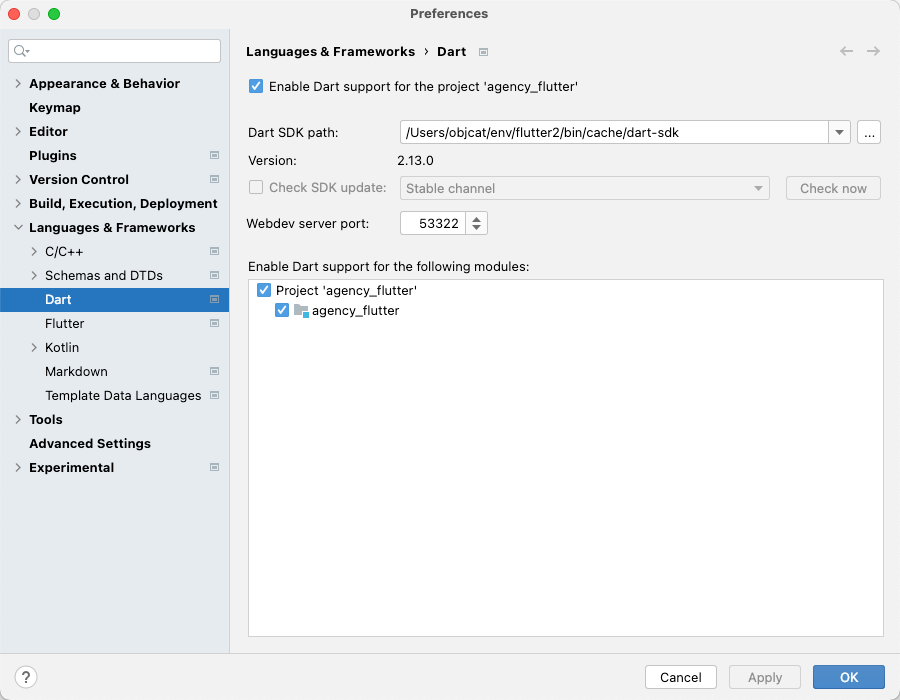 Preferences
Languages & Frameworks › Dart
Appearance & Behavior
Keymap
Editor
Plugins
Version Control
Build, Execution, Deployment
Languages & Frameworks
C/C++
Schemas and DTDs
Dart
Flutter
Kotlin
Markdown
Template Data Languages
Tools
Advanced Settings
Experimental
Enable Dart support for the project 'agency_flutter'
Dart SDK path: /Users/objcat/env/flutter2/bin/cache/dart-sdk ...
Version: 2.13.0
Check SDK update: Stable channel Check now
Webdev server port: 53322
Enable Dart support for the following modules:
Project 'agency_flutter'
agency_flutter
? Cancel Apply OK